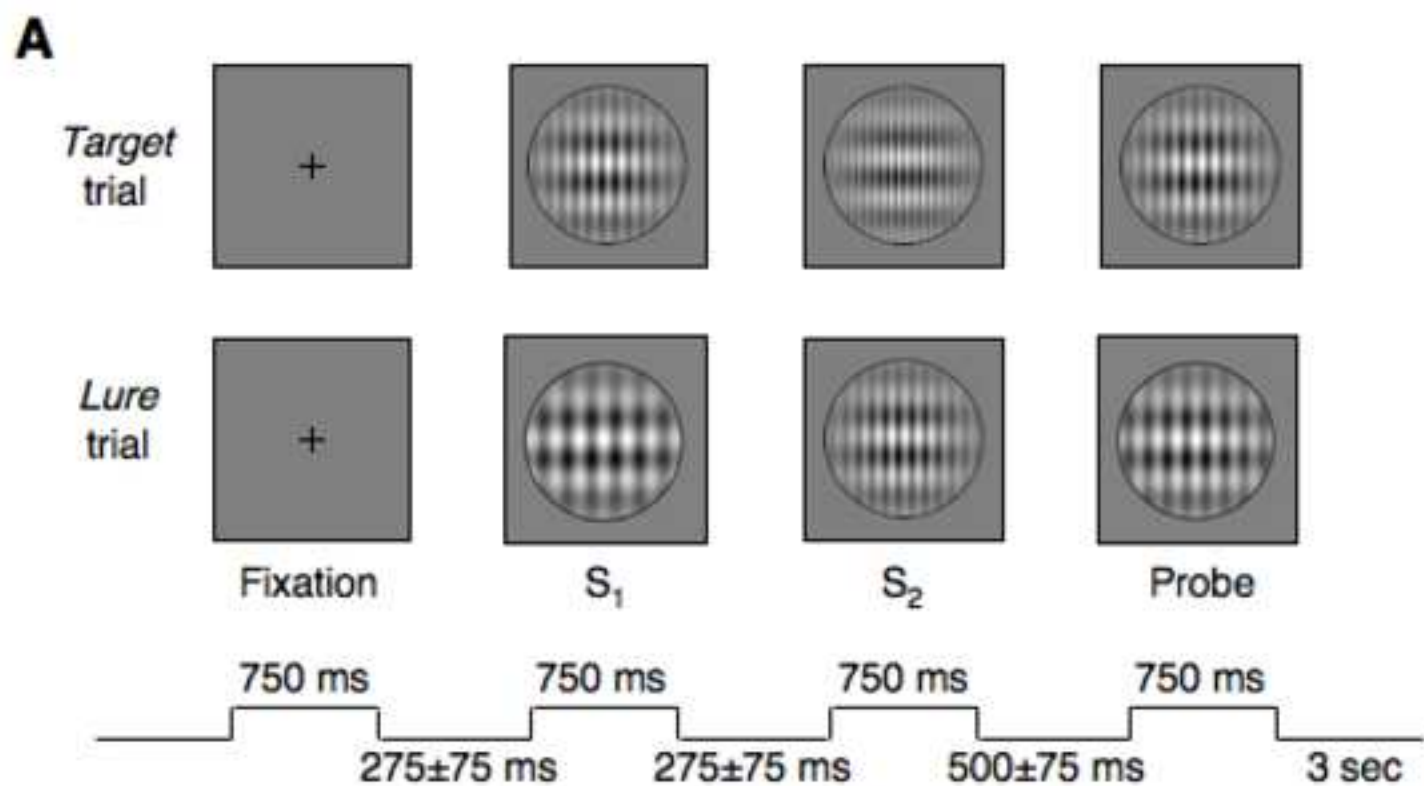 A
Target
trial
Lure
trial
Fixation
S₁
S₂
Probe
750 ms 750 ms 750 ms 750 ms
275±75 ms 275±75 ms 500±75 ms 3 sec